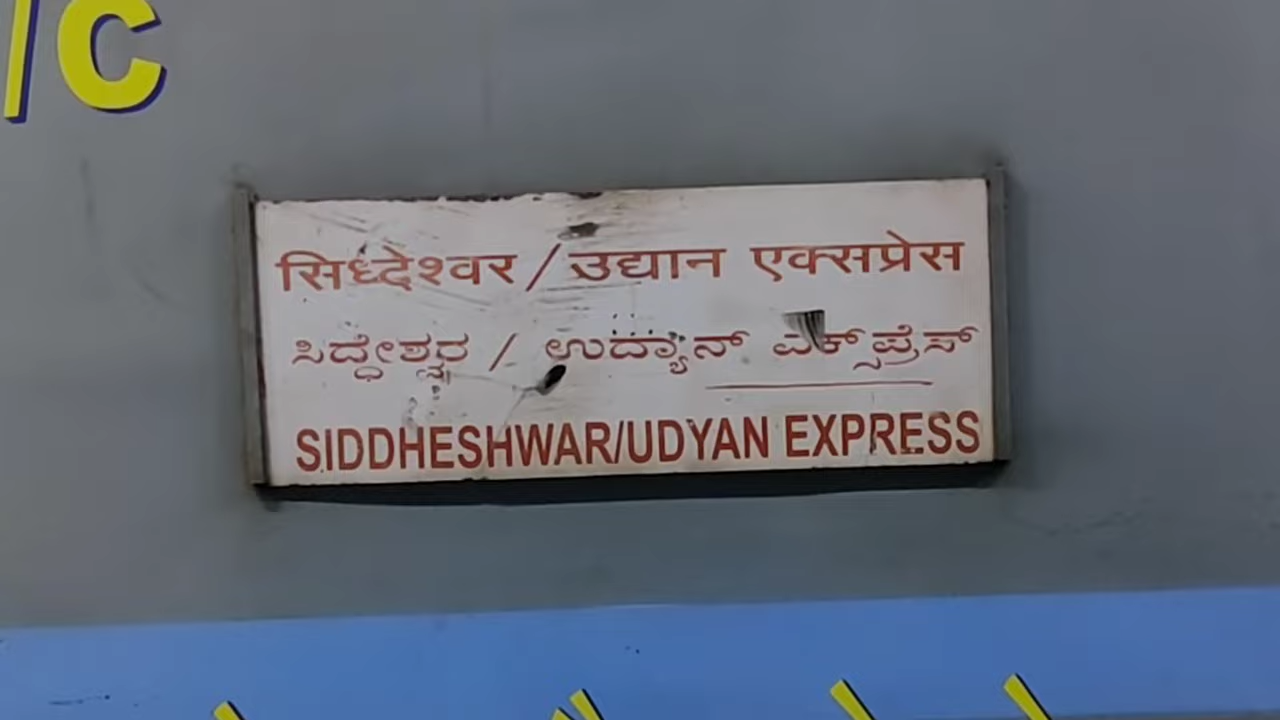 /C
सिध्देश्वर/उद्यान एक्सप्रेस
ಸಿದ್ಧೇಶ್ವರ / ಉದ್ಯಾನ್ ಎಕ್ಸ್‌ಪ್ರೆಸ್
SIDDHESHWAR/UDYAN EXPRESS